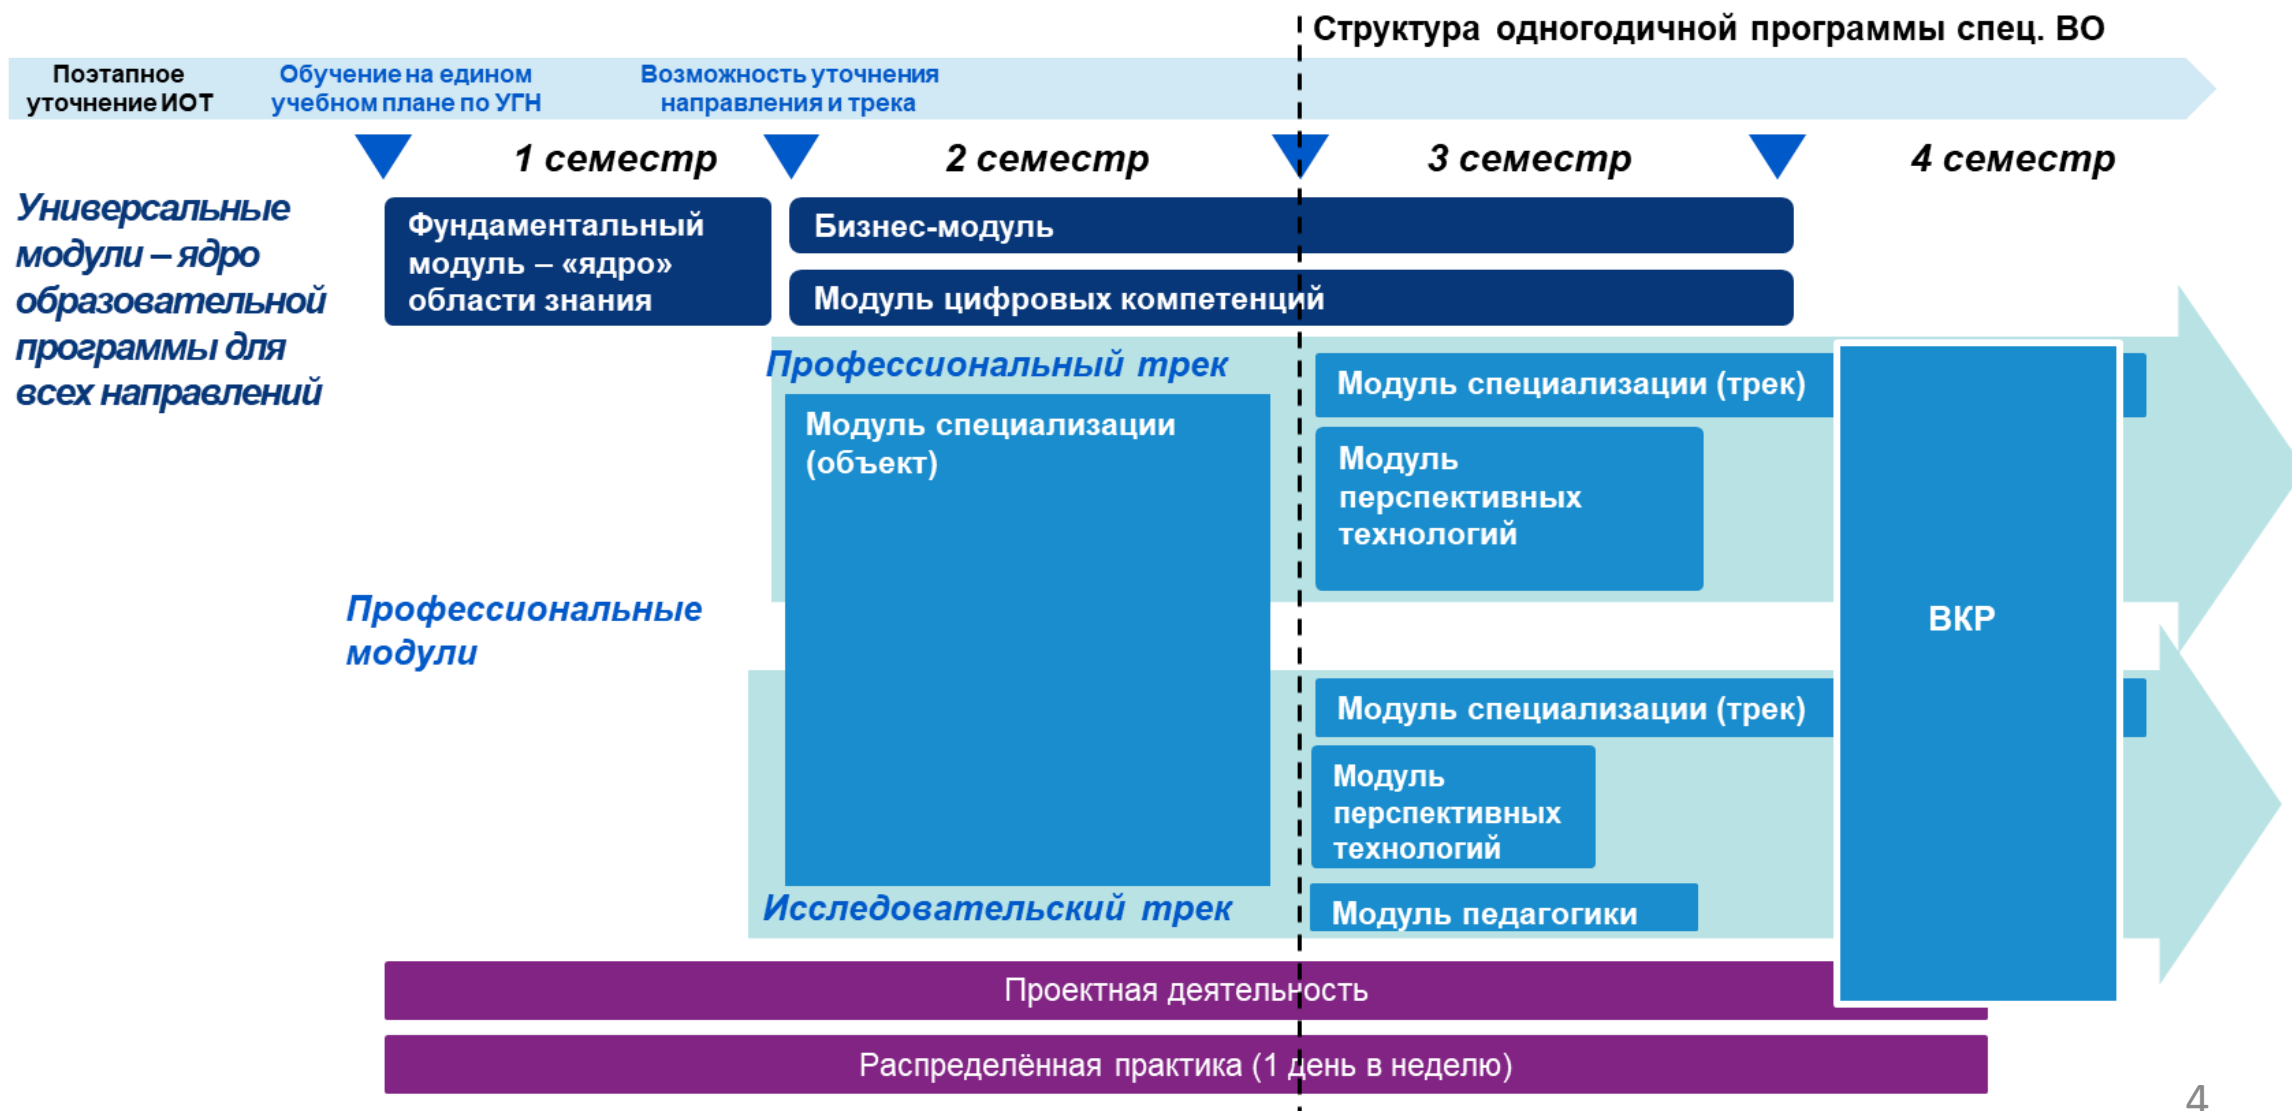 Структура одногодичной программы спец. ВО
Поэтапное
уточнение ИОТ
Обучение на едином
учебном плане по УГН
Возможность уточнения
направления и трека
1 семестр
2 семестр
3 семестр
4 семестр
Универсальные
модули – ядро
образовательной
программы для
всех направлений
Фундаментальный
модуль – «ядро»
области знания
Бизнес-модуль
Модуль цифровых компетенций
Профессиональный трек
Модуль специализации
(объект)
Модуль специализации (трек)
Модуль
перспективных
технологий
Профессиональные
модули
ВКР
Модуль специализации (трек)
Модуль
перспективных
технологий
Исследовательский трек
Модуль педагогики
Проектная деятельность
Распределённая практика (1 день в неделю)
4